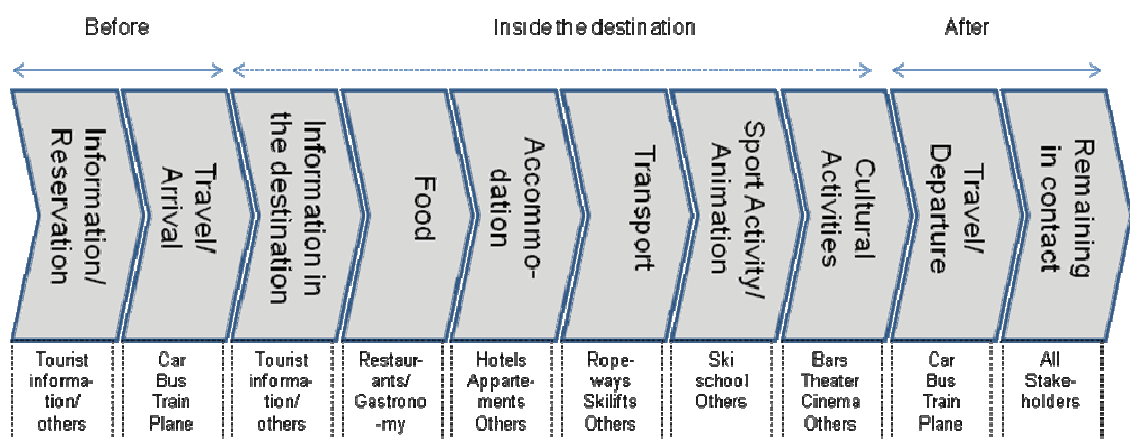 Before
Inside the destination
After
Information/
Reservation
Travel/
Arrival
Information in
the destination
Food
Accommo-
dation
Transport
Sport Activity/
Animation
Cultural
Activities
Travel/
Departure
Remaining
in contact
Tourist
informa-
tion/
others
Car
Bus
Train
Plane
Tourist
informa-
tion/
others
Restaur-
ants/
Gastrono
-my
Hotels
Apparte-
ments
Others
Rope-
ways
Skilifts
Others
Ski
school
Others
Bars
Theater
Cinema
Others
Car
Bus
Train
Plane
All
Stake-
holders